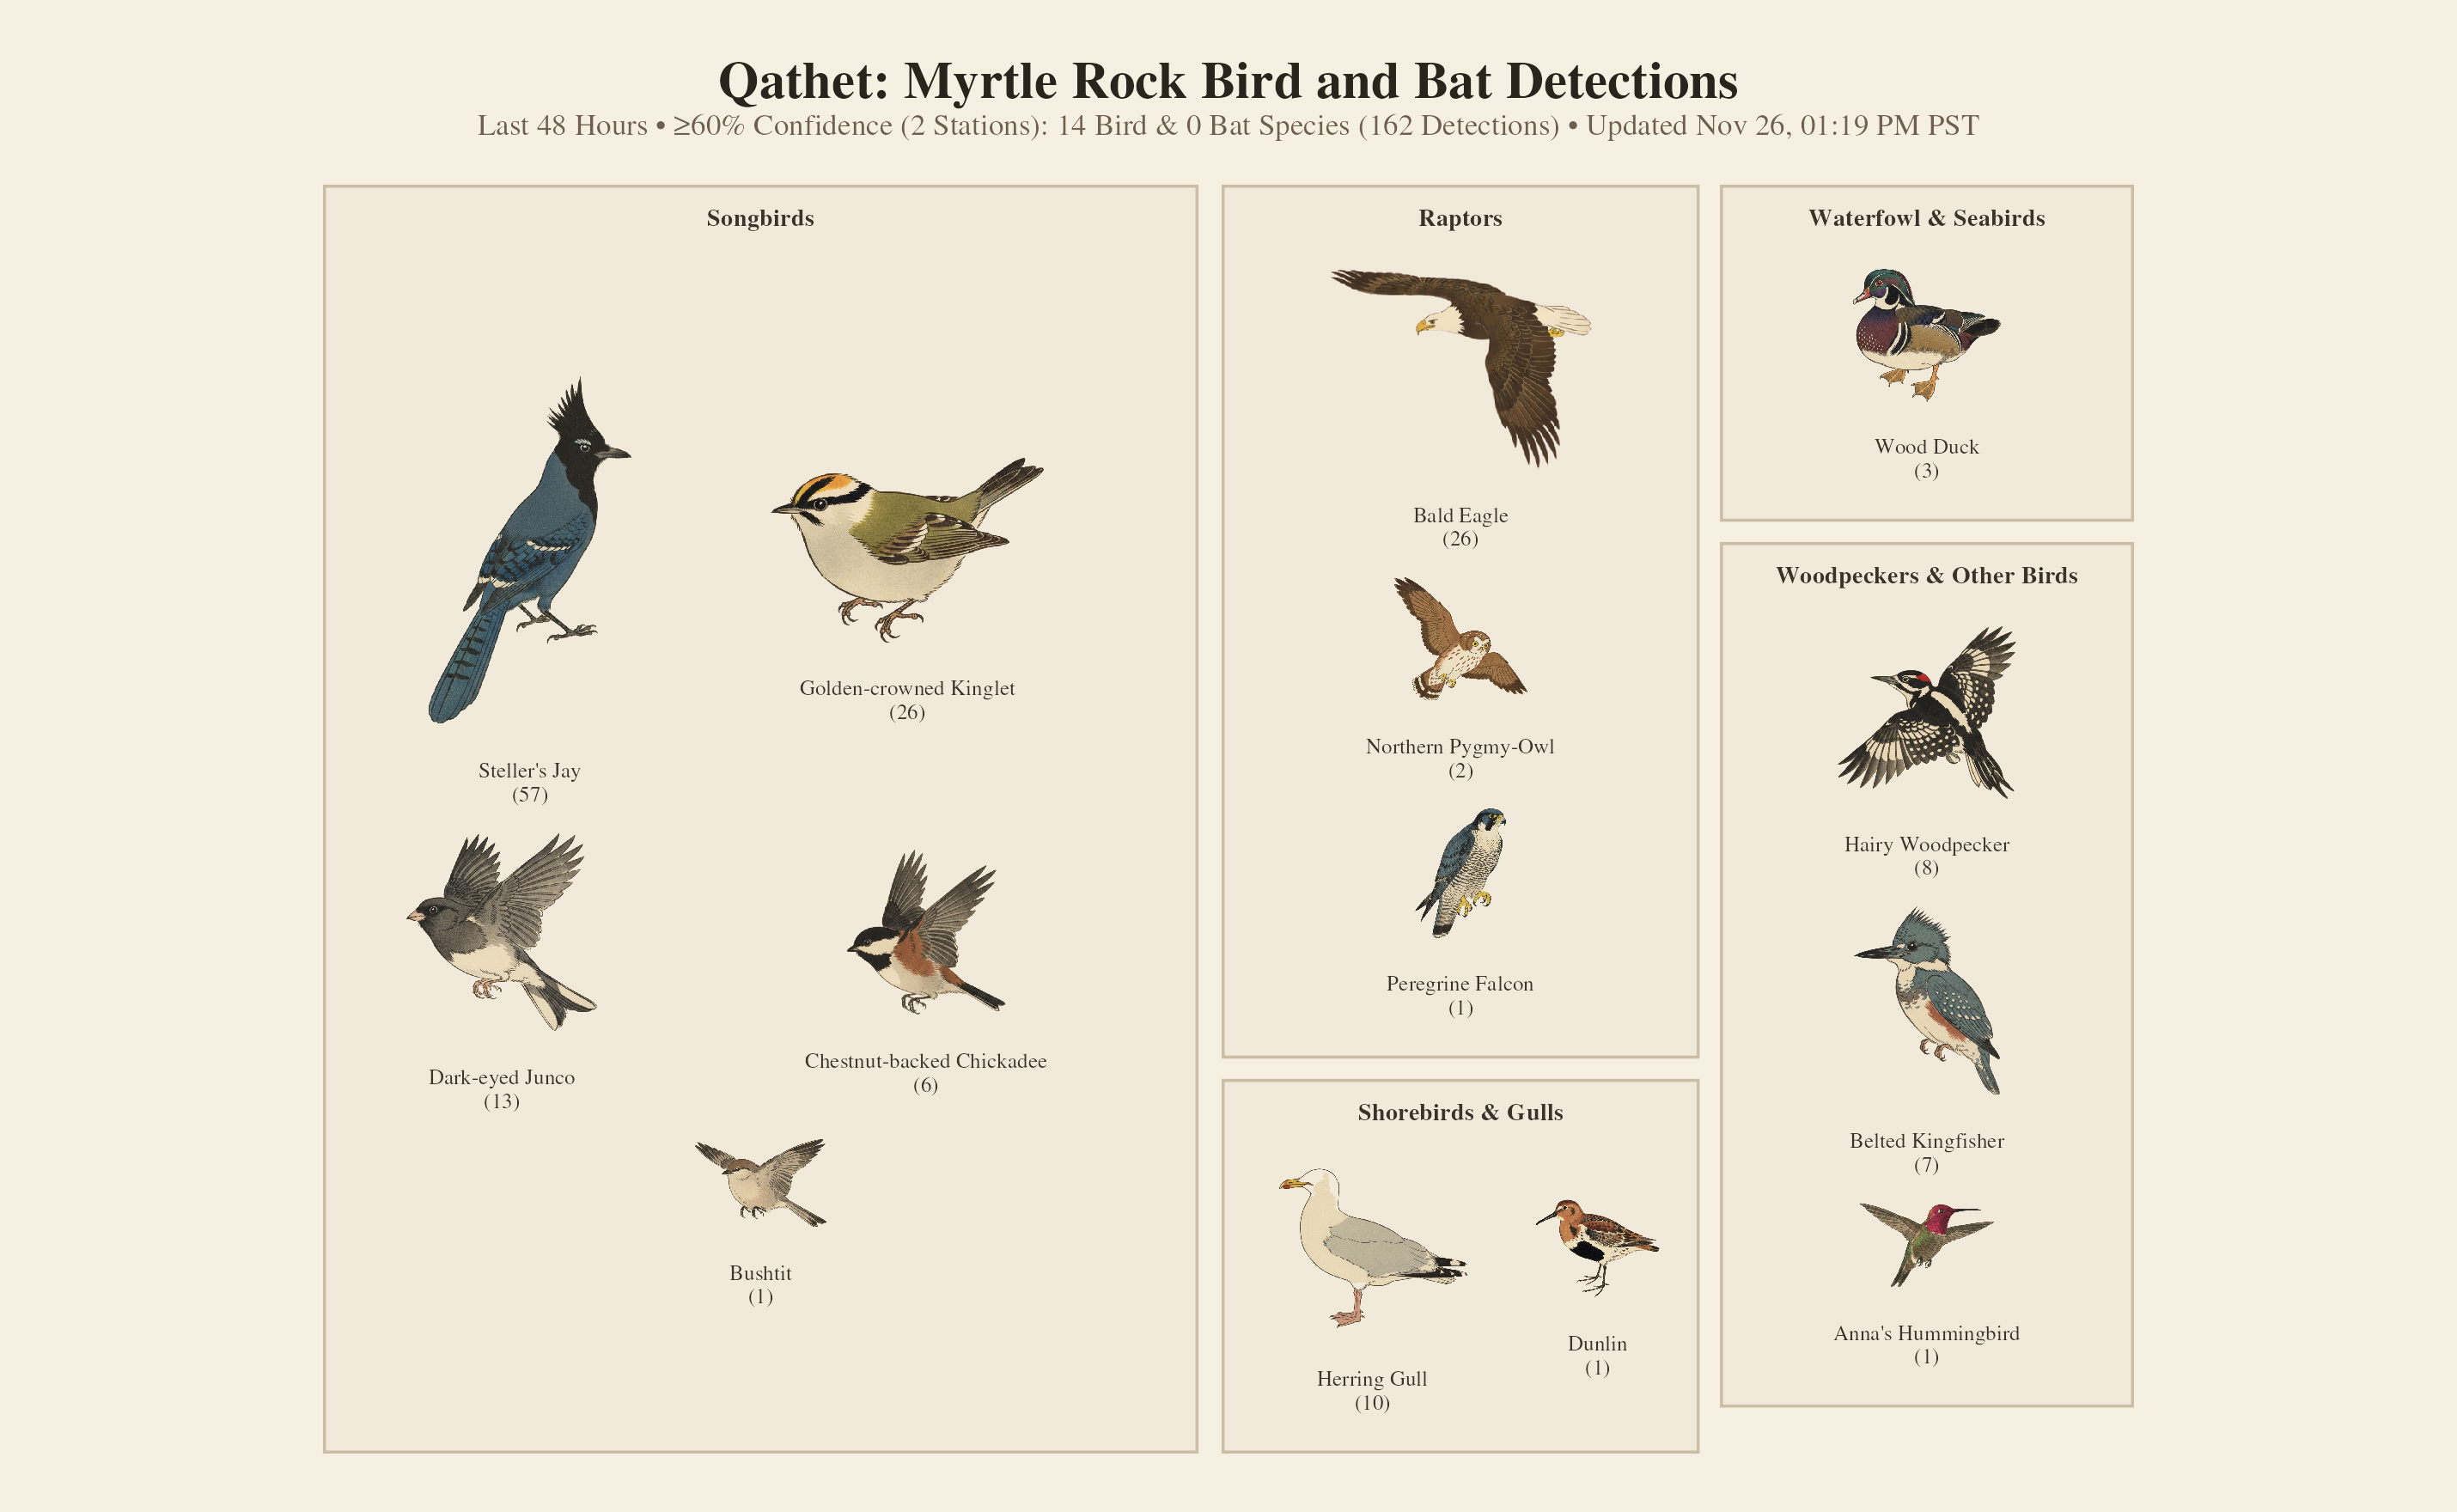 Qathet: Myrtle Rock Bird and Bat Detections
Last 48 Hours • ≥60% Confidence (2 Stations): 14 Bird & 0 Bat Species (162 Detections) • Updated Nov 26, 01:19 PM PST
Songbirds
Steller's Jay
(57)
Golden-crowned Kinglet
(26)
Dark-eyed Junco
(13)
Chestnut-backed Chickadee
(6)
Bushtit
(1)
Raptors
Bald Eagle
(26)
Northern Pygmy-Owl
(2)
Peregrine Falcon
(1)
Shorebirds & Gulls
Herring Gull
(10)
Dunlin
(1)
Waterfowl & Seabirds
Wood Duck
(3)
Woodpeckers & Other Birds
Hairy Woodpecker
(8)
Belted Kingfisher
(7)
Anna's Hummingbird
(1)